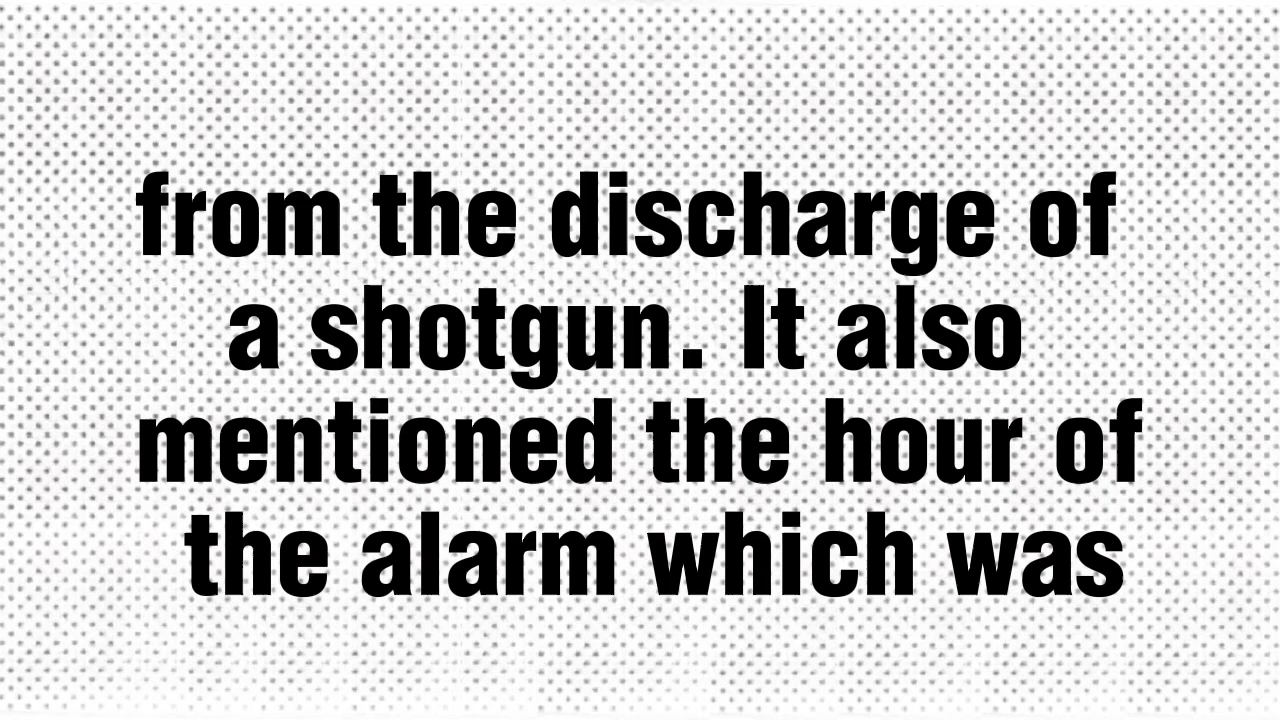 from the discharge of
a shotgun. It also
mentioned the hour of
the alarm which was